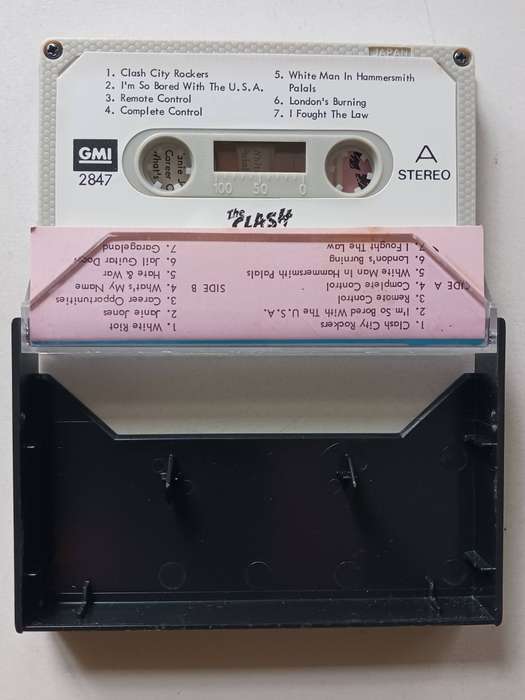 JAPAN
1. Clash City Rockers
2. I'm So Bored With The U.S.A.
3. Remote Control
4. Complete Control
5. White Man In Hammersmith
Palals
6. London's Burning
7. I Fought The Law
GMI
2847
A
STEREO
100 50 0
The CLASH
SIDE A
1. Clash City Rockers
2. I'm So Bored With The U.S.A.
3. Remote Control
4. Complete Control
5. White Man In Hammersmith Palals
6. London's Burning
7. I Fought The Law
SIDE B
1. White Riot
2. Janie Jones
3. Career Opportunities
4. What's My Name
5. Hate & War
6. Jail Guitar Doors
7. Garageland